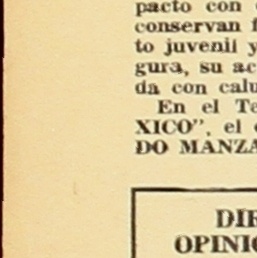 pacto con
conservan
to juvenil y
gura, su ac
da con calu
En el Te
XICO", el
DO MANZA
DIR
OPINIO